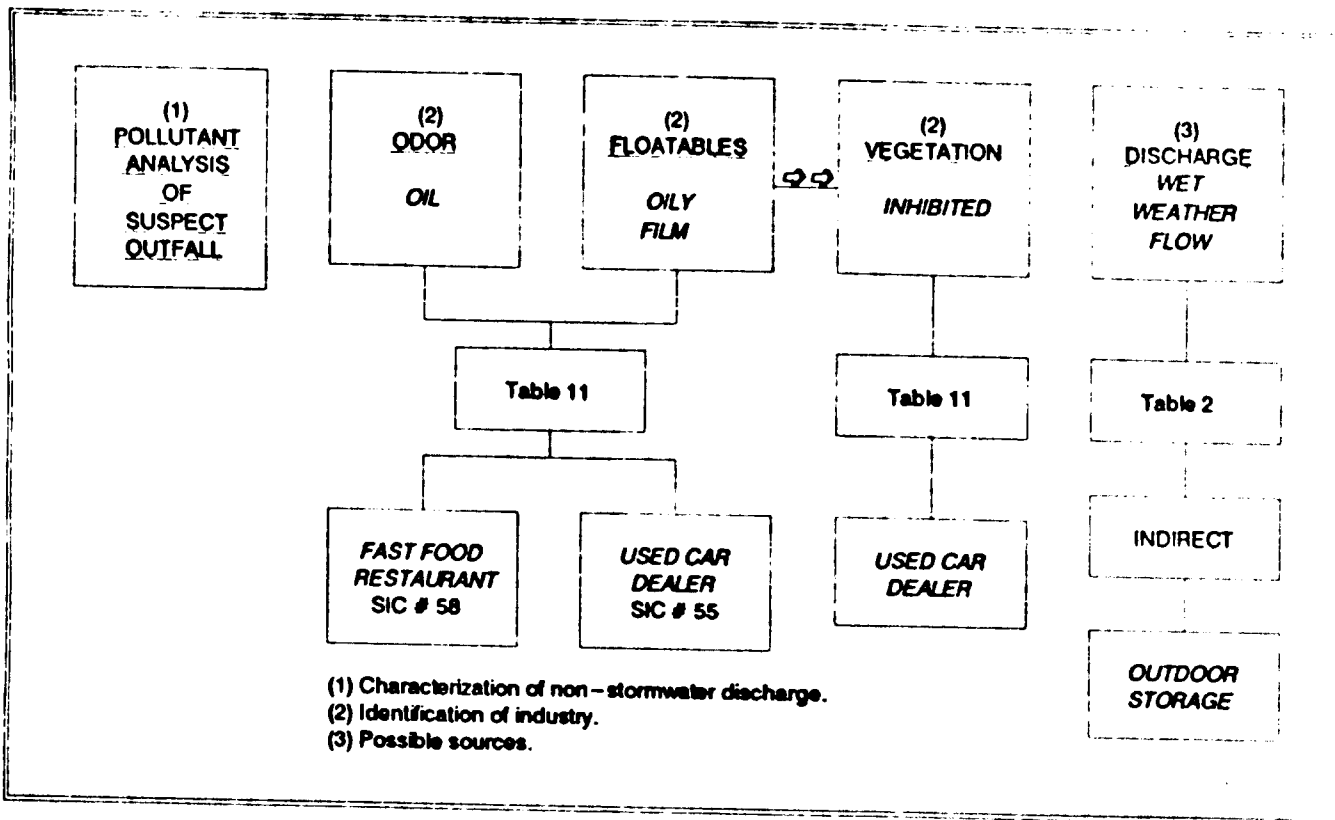 (1)
POLLUTANT
ANALYSIS
OF
SUSPECT
OUTFALL
(2)
ODOR
OIL
(2)
FLOATABLES
OILY
FILM
(2)
VEGETATION
INHIBITED
(3)
DISCHARGE
WET
WEATHER
FLOW
Table 11
Table 11
Table 2
FAST FOOD
RESTAURANT
SIC # 58
USED CAR
DEALER
SIC # 55
USED CAR
DEALER
INDIRECT
OUTDOOR
STORAGE
(1) Characterization of non-stormwater discharge.
(2) Identification of industry.
(3) Possible sources.